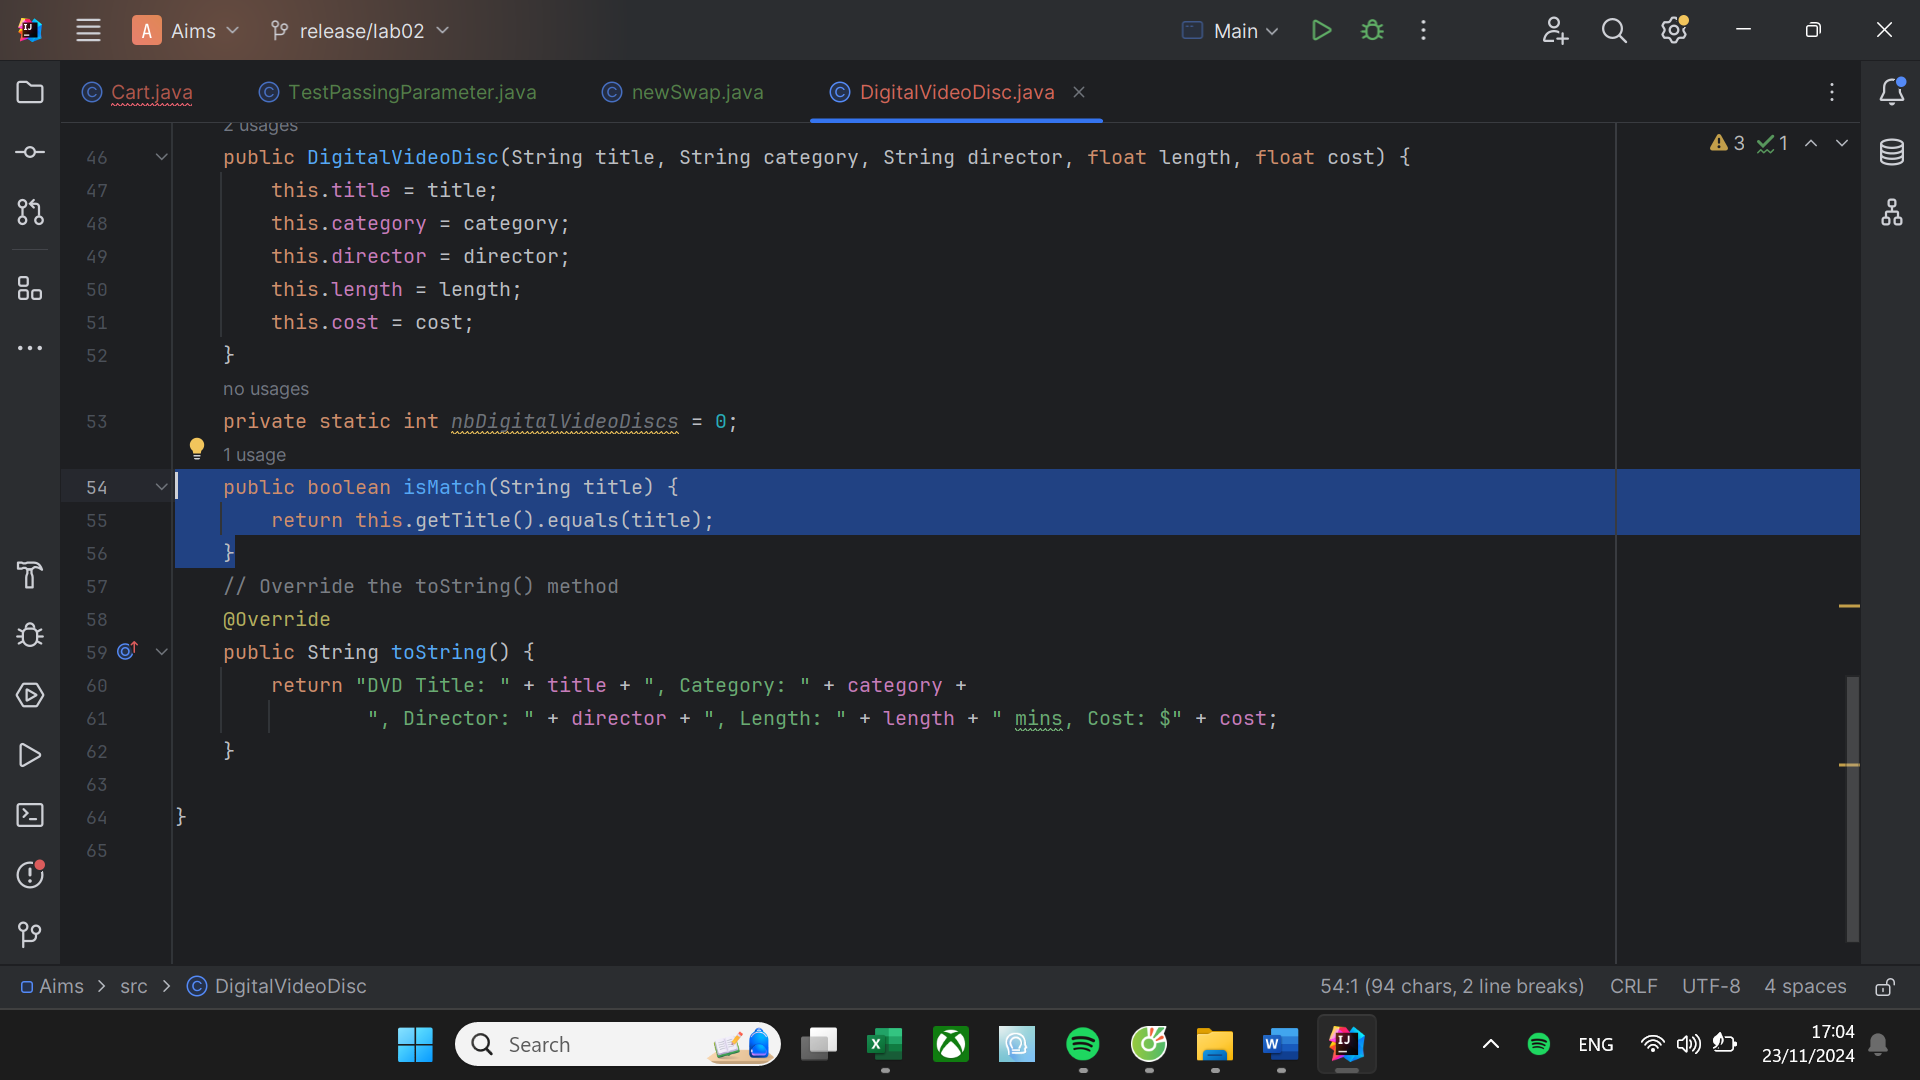 A Aims release/lab02 Main
Cart.java TestPassingParameter.java newSwap.java DigitalVideoDisc.java
2 usages
3 1
46 public DigitalVideoDisc(String title, String category, String director, float length, float cost) {
47 this.title = title;
48 this.category = category;
49 this.director = director;
50 this.length = length;
51 this.cost = cost;
52 }
no usages
53 private static int nbDigitalVideoDiscs = 0;
1 usage
54 public boolean isMatch(String title) {
55 return this.getTitle().equals(title);
56 }
57 // Override the toString() method
58 @Override
59 public String toString() {
60 return "DVD Title: " + title + ", Category: " + category +
61 ", Director: " + director + ", Length: " + length + " mins, Cost: $" + cost;
62 }
63
64 }
65
Aims > src > DigitalVideoDisc 54:1 (94 chars, 2 line breaks) CRLF UTF-8 4 spaces
Search ENG 17:04
23/11/2024